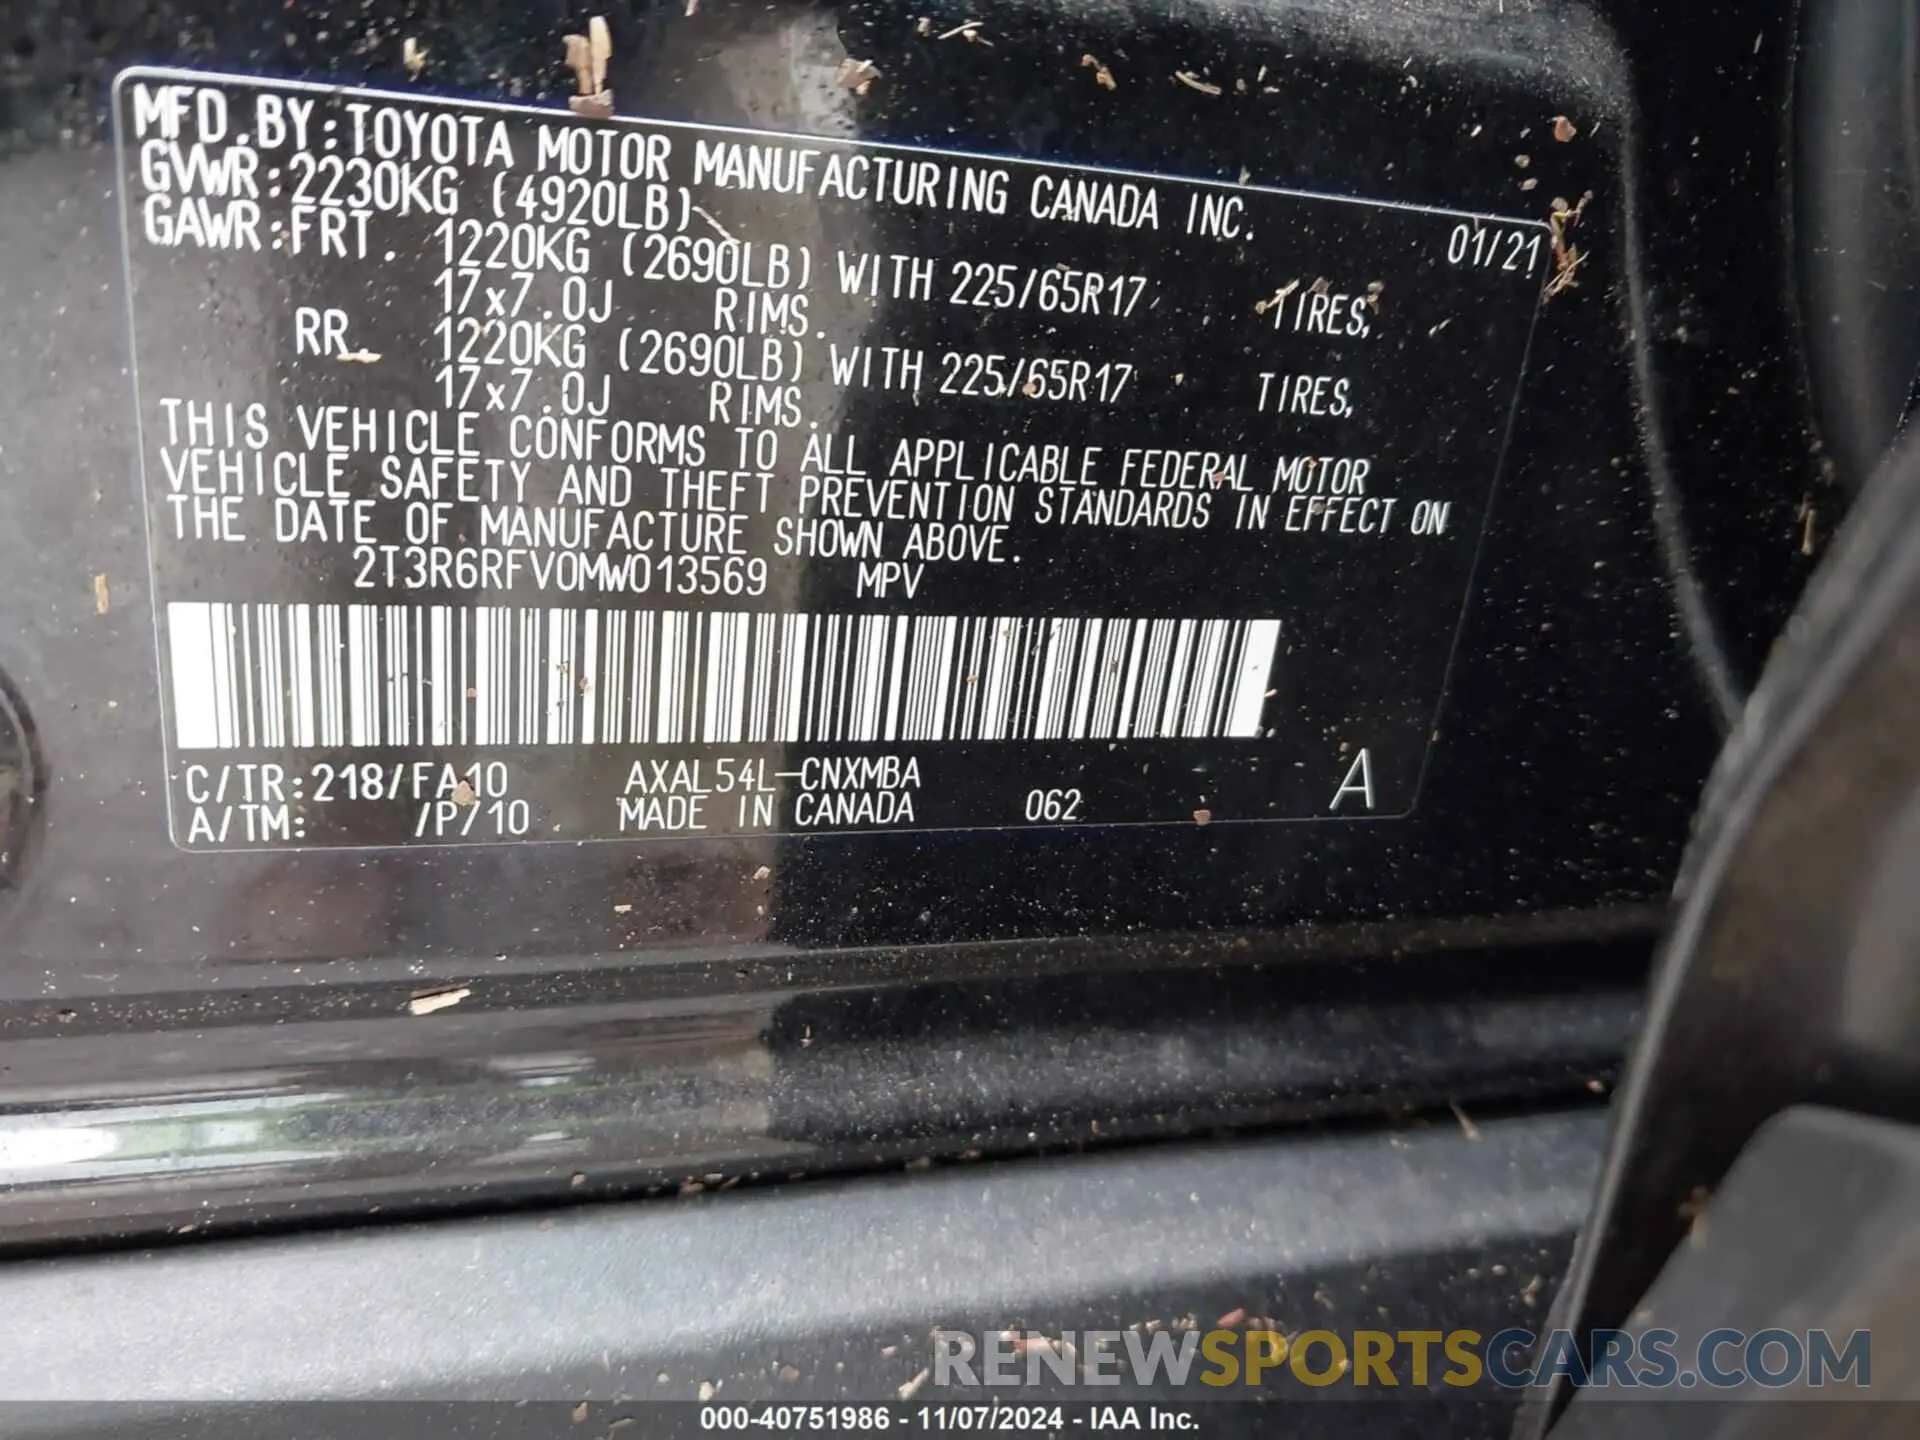 MFD.BY:TOYOTA MOTOR MANUFACTURING CANADA INC.
GVWR:2230KG (4920LB) 01/21
GAWR:FRT. 1220KG (2690LB) WITH 225/65R17 TIRES,
17x7.0J RIMS.
RR. 1220KG (2690LB) WITH 225/65R17 TIRES,
17x7.0J RIMS.
THIS VEHICLE CONFORMS TO ALL APPLICABLE FEDERAL MOTOR
VEHICLE SAFETY AND THEFT PREVENTION STANDARDS IN EFFECT ON
THE DATE OF MANUFACTURE SHOWN ABOVE.
2T3R6RFV0MW013569 MPV
C/TR:218/FA10 AXAL54L-CNXMBA
A/TM: /P/10 MADE IN CANADA 062 A
RENEWSPORTSCARS.COM
000-40751986 - 11/07/2024 - IAA Inc.